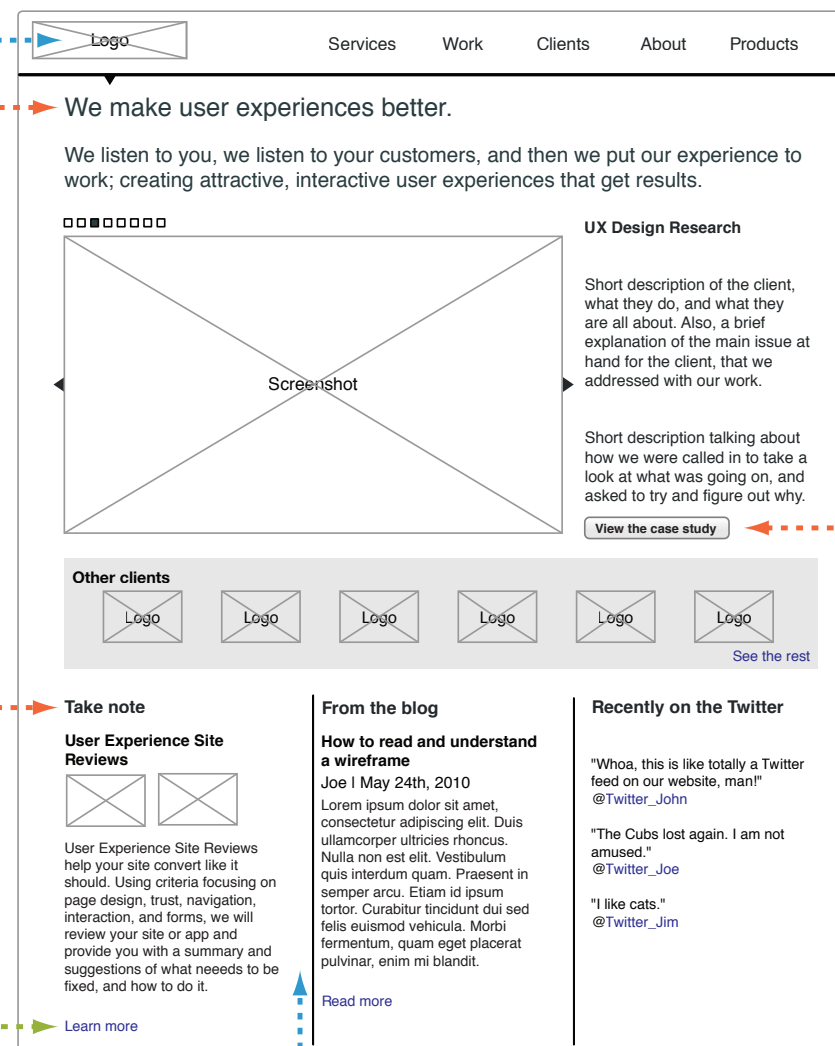 Logo
Services
Work
Clients
About
Products
We make user experiences better.
We listen to you, we listen to your customers, and then we put our experience to
work; creating attractive, interactive user experiences that get results.
Screenshot
UX Design Research
Short description of the client,
what they do, and what they
are all about. Also, a brief
explanation of the main issue at
hand for the client, that we
addressed with our work.
Short description talking about
how we were called in to take a
look at what was going on, and
asked to try and figure out why.
View the case study
Other clients
Logo
Logo
Logo
Logo
Logo
Logo
See the rest
Take note
User Experience Site
Reviews
User Experience Site Reviews
help your site convert like it
should. Using criteria focusing on
page design, trust, navigation,
interaction, and forms, we will
review your site or app and
provide you with a summary and
suggestions of what neeeds to be
fixed, and how to do it.
Learn more
From the blog
How to read and understand
a wireframe
Joe | May 24th, 2010
Lorem ipsum dolor sit amet,
consectetur adipiscing elit. Duis
ullamcorper ultricies rhoncus.
Nulla non est elit. Vestibulum
quis interdum quam. Praesent in
semper arcu. Etiam id ipsum
tortor. Curabitur tincidunt dui sed
felis euismod vehicula. Morbi
fermentum, quam eget placerat
pulvinar, enim mi blandit.
Read more
Recently on the Twitter
"Whoa, this is like totally a Twitter
feed on our website, man!"
@Twitter_John
"The Cubs lost again. I am not
amused."
@Twitter_Joe
"I like cats."
@Twitter_Jim